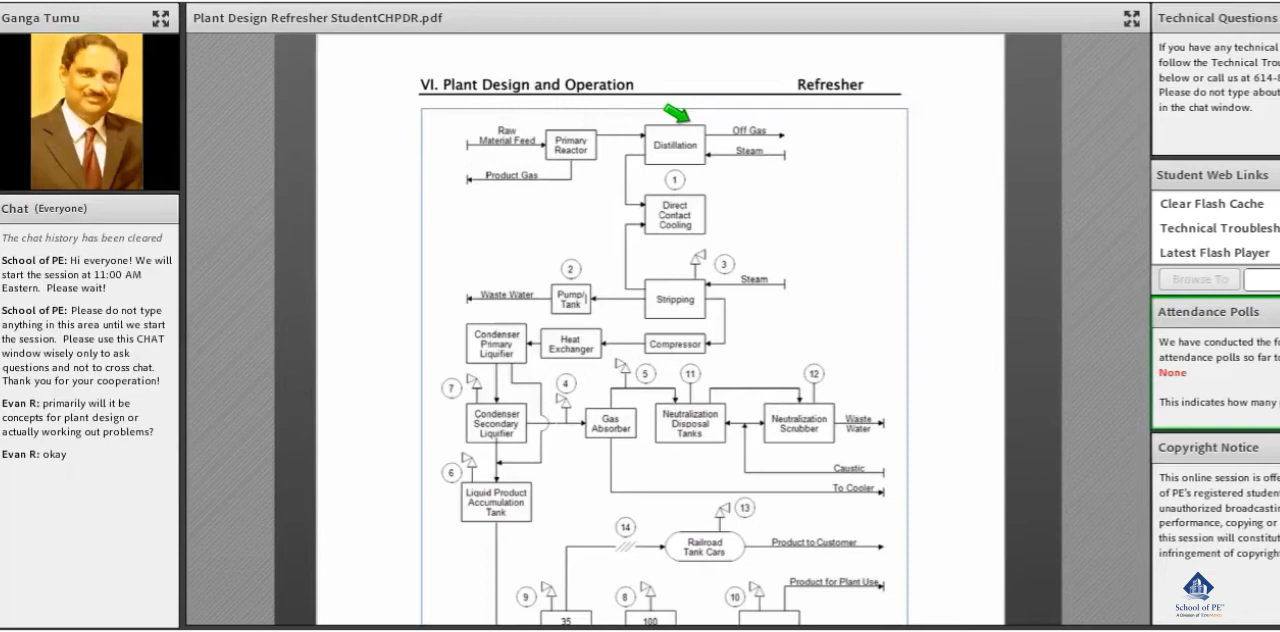 Ganga Tumu
Plant Design Refresher StudentCHPDR.pdf
Technical Questions
If you have any technical
follow the Technical Trou
below or call us at 614-8
Please do not type about
in the chat window.
Student Web Links
Clear Flash Cache
Technical Troublesh
Latest Flash Player
Browse To
Attendance Polls
We have conducted the fo
attendance polls so far to
None
This indicates how many
Copyright Notice
This online session is offe
of PE's registered student
unauthorized broadcastin
performance, copying or
this session will constitut
infringement of copyright
School of PE
Chat (Everyone)
The chat history has been cleared
School of PE: Hi everyone! We will
start the session at 11:00 AM
Eastern. Please wait!
School of PE: Please do not type
anything in this area until we start
the session. Please use this CHAT
window wisely only to ask
questions and not to cross chat.
Thank you for your cooperation!
Evan R: primarily will it be
concepts for plant design or
actually working out problems?
Evan R: okay
VI. Plant Design and Operation
Refresher
Raw
Material Feed
Primary
Reactor
Distillation
Off Gas
Steam
Product Gas
1
Direct
Contact
Cooling
2
3
Steam
Waste Water
Pump/
Tank
Stripping
Condenser
Primary
Liquifier
Heat
Exchanger
Compressor
7
4
5
11
12
Condenser
Secondary
Liquifier
Gas
Absorber
Neutralization
Disposal
Tanks
Neutralization
Scrubber
Waste
Water
6
Caustic
To Cooler
Liquid Product
Accumulation
Tank
13
14
Railroad
Tank Cars
Product to Customer
Product for Plant Use
9
8
10
35
100